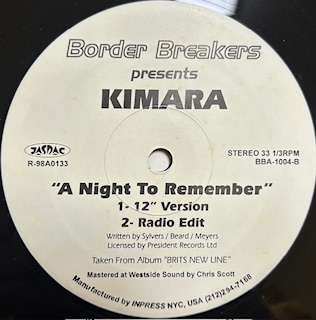 Border Breakers
presents
KIMARA
JASRAC
R-98A0133
STEREO 33 1/3RPM
BBA-1004-B
“A Night To Remember”
1- 12” Version
2- Radio Edit
Written by Sylvers / Beard / Meyers
Licensed by President Records Ltd
Taken From Album “BRITS NEW LINE”
Mastered at Westside Sound by Chris Scott
Manufactured by IMPRESS NYC, USA (212)294-7168